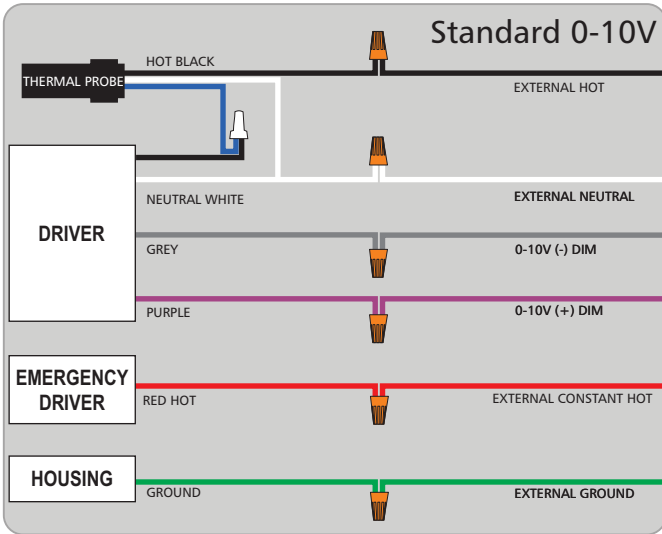 Standard 0-10V
HOT BLACK
THERMAL PROBE
EXTERNAL HOT
DRIVER
NEUTRAL WHITE
EXTERNAL NEUTRAL
GREY
0-10V (-) DIM
PURPLE
0-10V (+) DIM
EMERGENCY
DRIVER
RED HOT
EXTERNAL CONSTANT HOT
HOUSING
GROUND
EXTERNAL GROUND